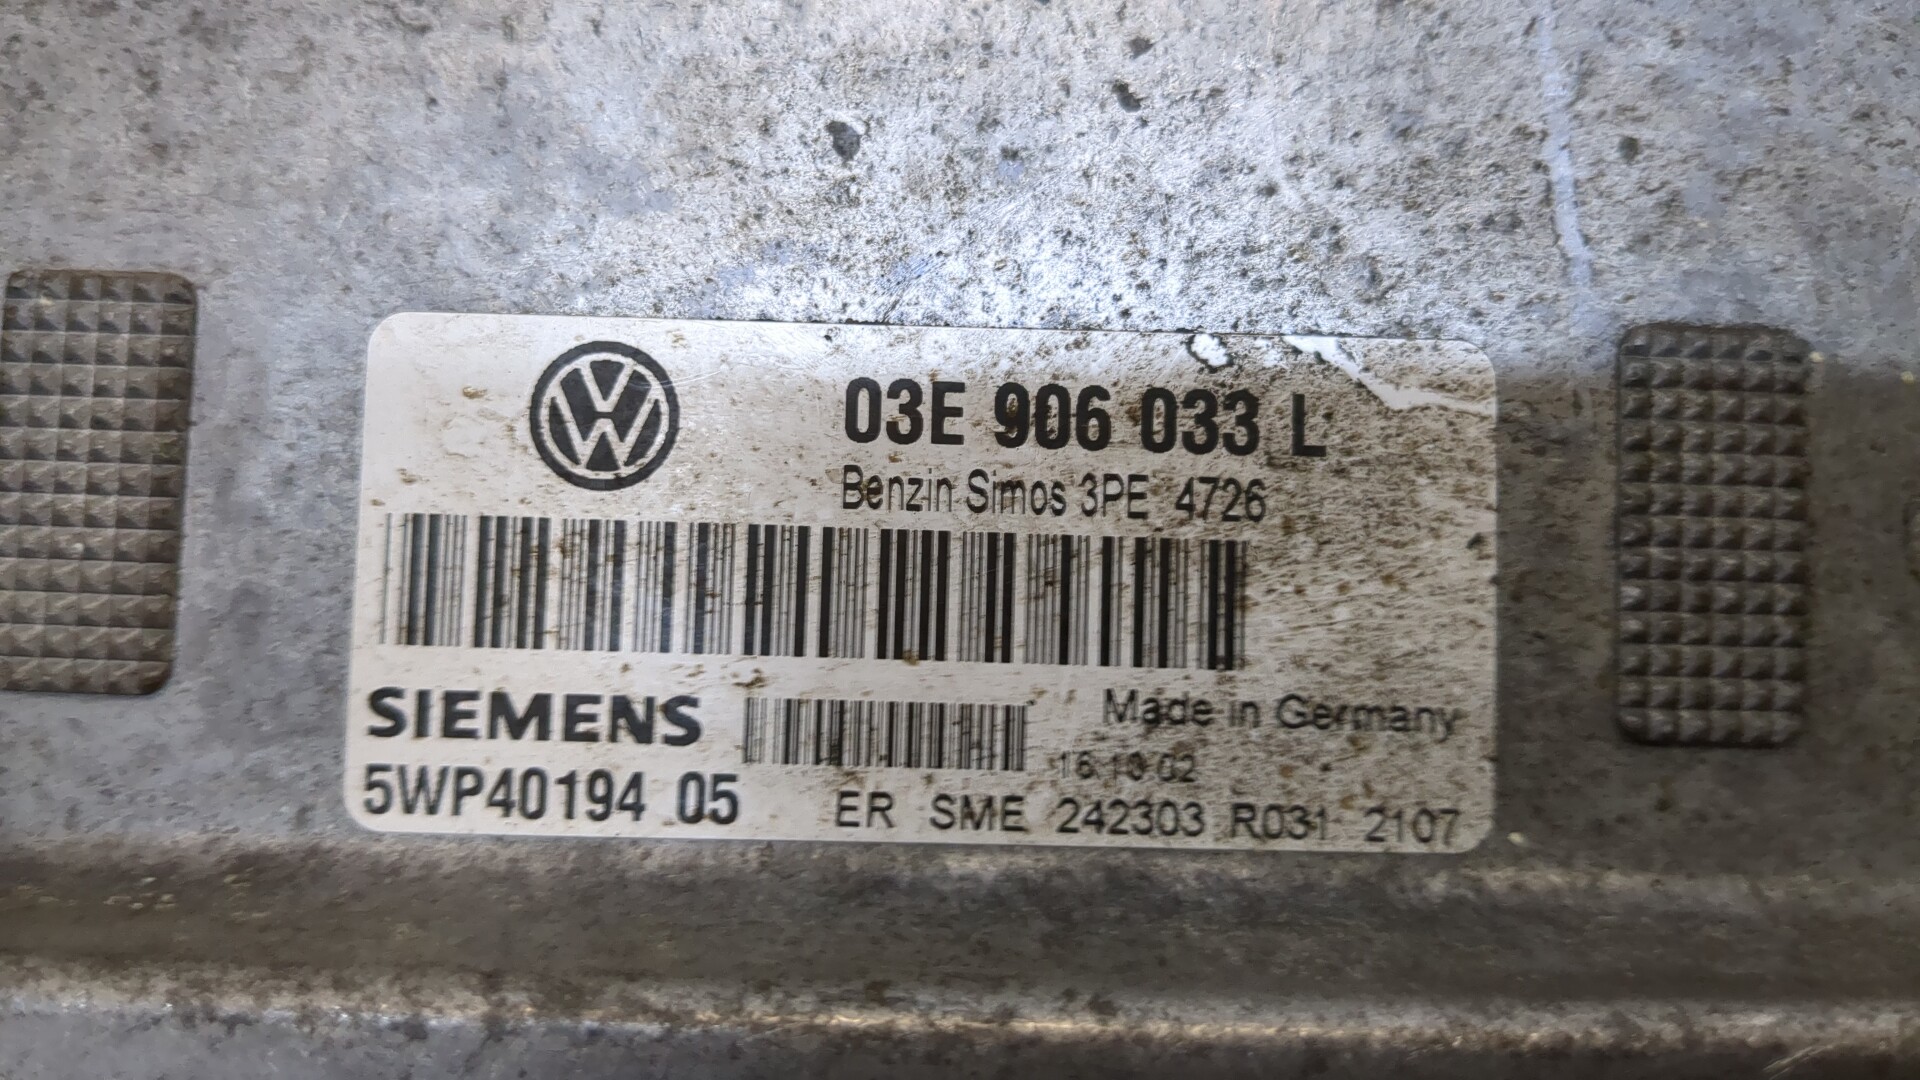 03E 906 033 L
Benzin Simos 3PE 4726
SIEMENS
Made in Germany
16.10.02
5WP40194 05
ER SME 242303 R031 2107